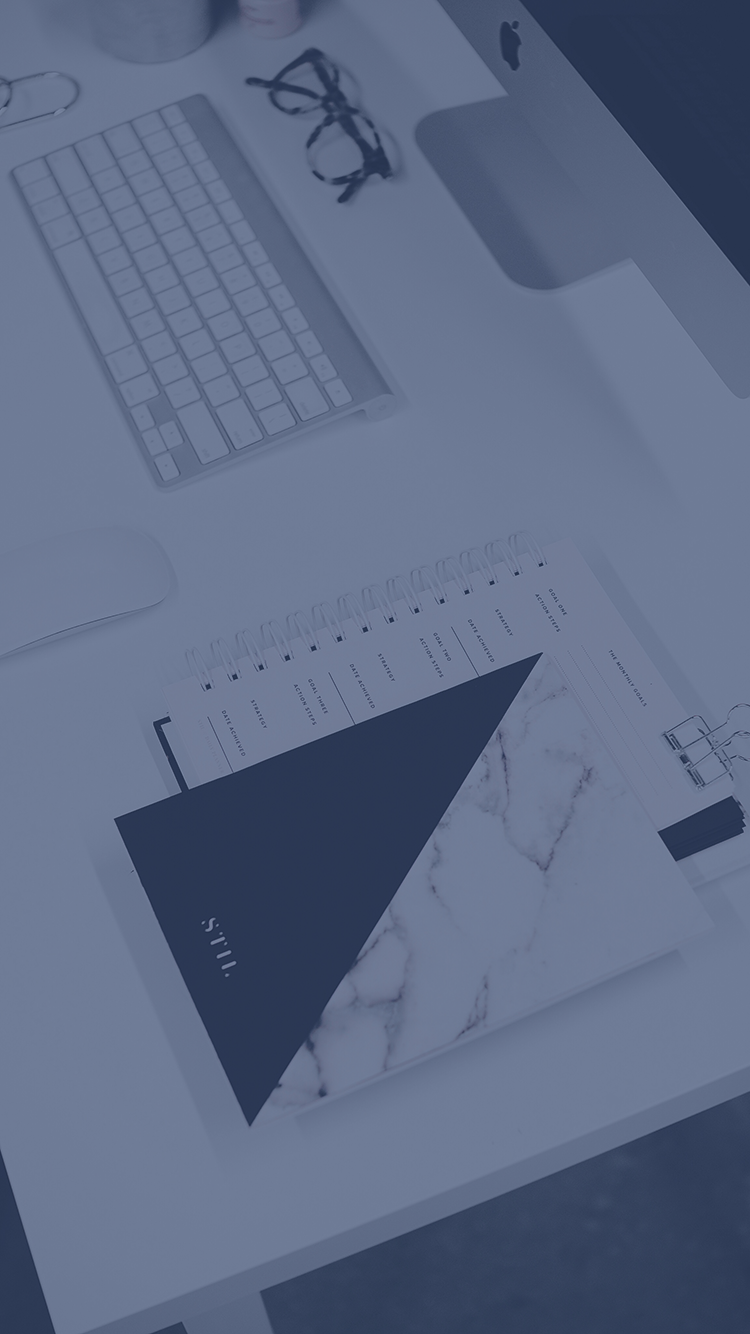 THE MONTHLY GOALS
GOAL ONE
ACTION STEPS
STRATEGY
DATE ACHIEVED
GOAL TWO
ACTION STEPS
STRATEGY
DATE ACHIEVED
GOAL THREE
ACTION STEPS
STRATEGY
DATE ACHIEVED
STIL